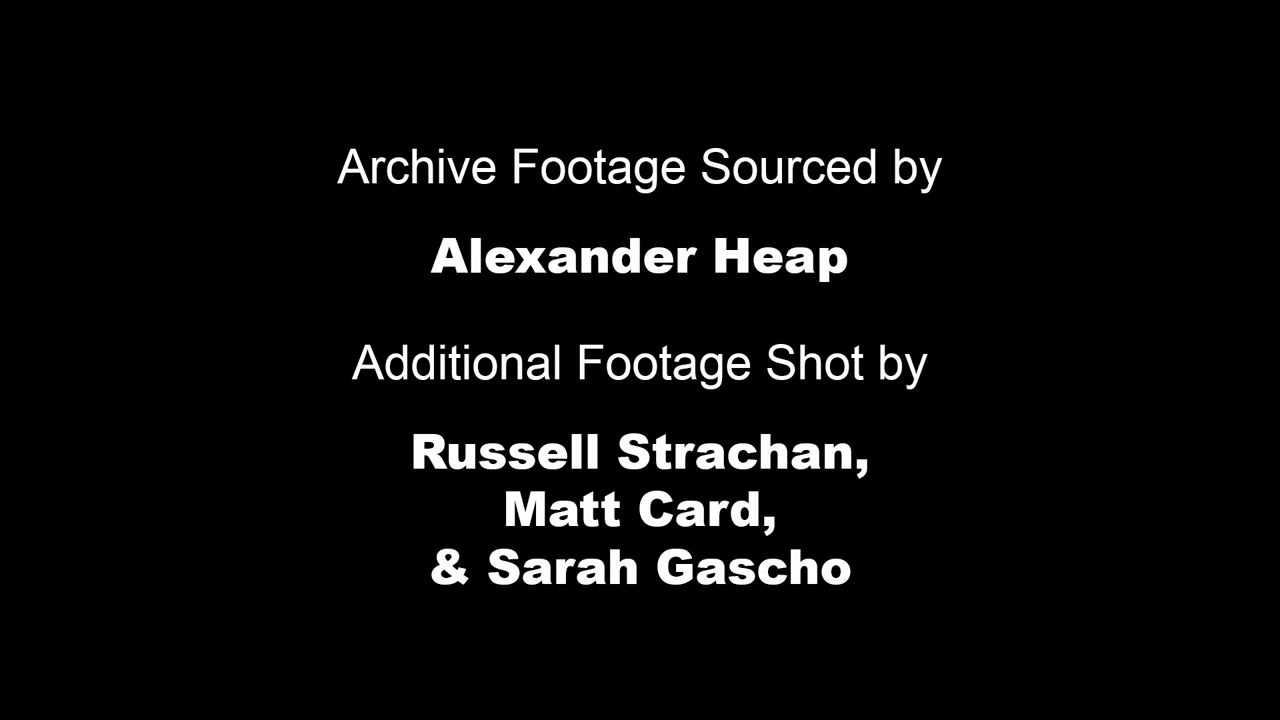 Archive Footage Sourced by
Alexander Heap
Additional Footage Shot by
Russell Strachan,
Matt Card,
& Sarah Gascho